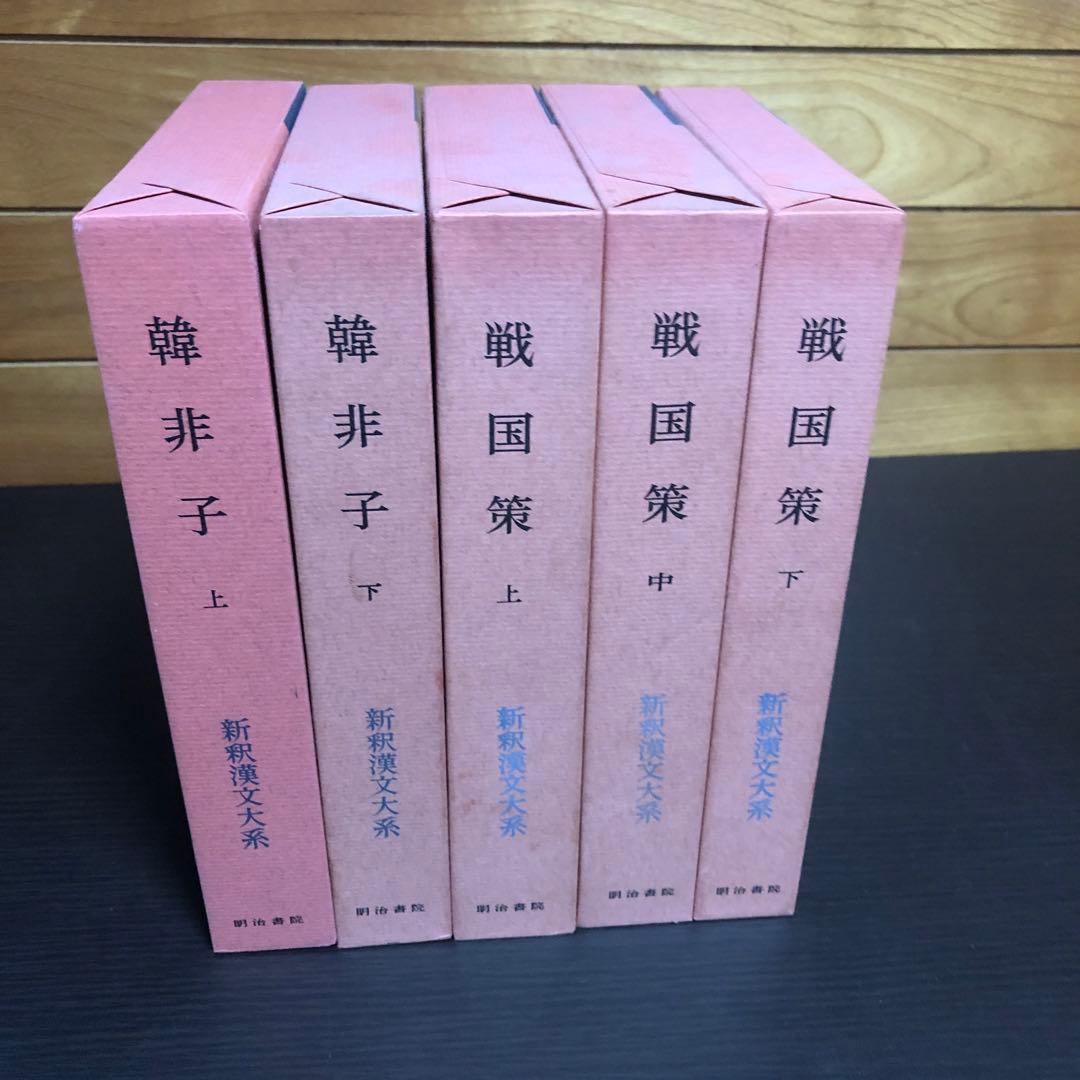 韓非子 上
新釈漢文大系
明治書院
韓非子 下
新釈漢文大系
明治書院
戦国策 上
新釈漢文大系
明治書院
戦国策 中
新釈漢文大系
明治書院
戦国策 下
新釈漢文大系
明治書院